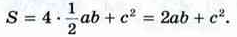 S = 4 · 1/2 ab + c² = 2ab + c².